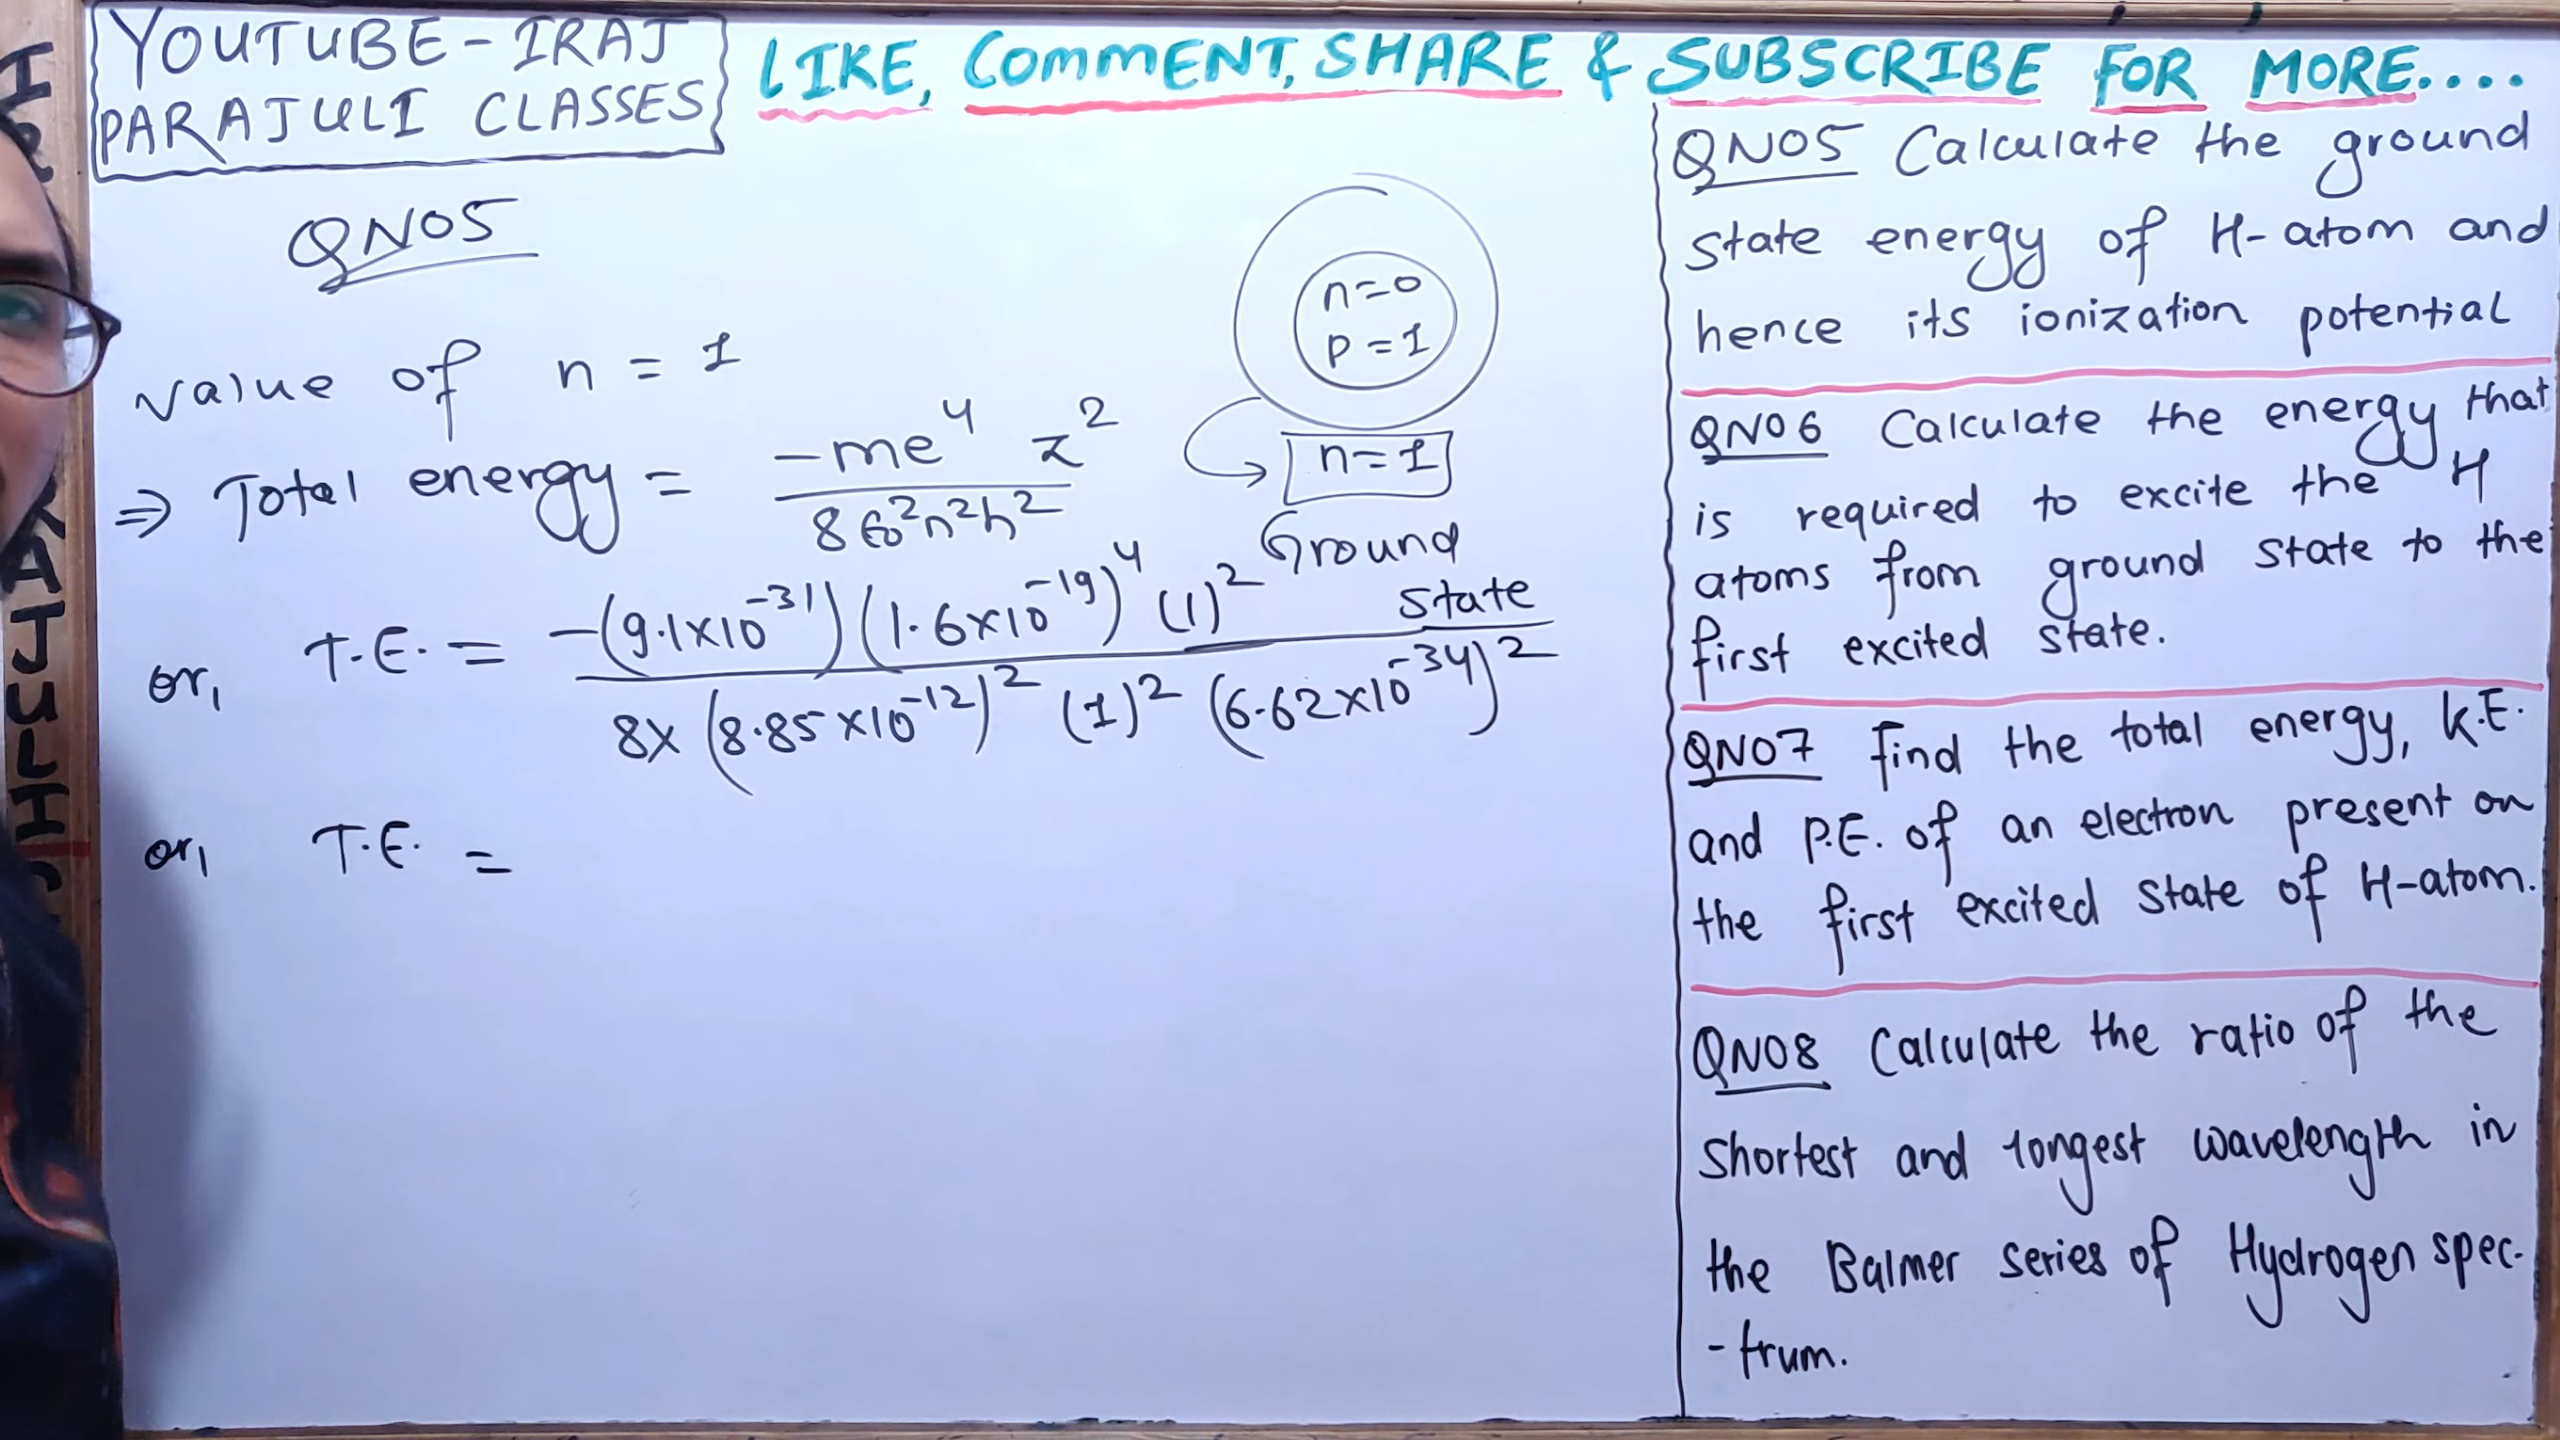 YOUTUBE-IRAJ
PARAJULI CLASSES
LIKE, COMMENT, SHARE & SUBSCRIBE FOR MORE....
QNO5
value of n = 1
⇒ Total energy = -me⁴ z² / 8ϵ₀²n²h²
n=0
P=1
n=1
Ground
state
or, T.E. = -(9.1×10⁻³¹)(1.6×10⁻¹⁹)⁴ (1)² / 8× (8.85×10⁻¹²)² (1)² (6.62×10⁻³⁴)²
or, T.E. =
QNO5 Calculate the ground
state energy of H-atom and
hence its ionization potential
QNO6 Calculate the energy that
is required to excite the H
atoms from ground state to the
first excited state.
QNO7 Find the total energy, K.E.
and P.E. of an electron present on
the first excited state of H-atom.
QNO8 Calculate the ratio of the
shortest and longest wavelength in
the Balmer series of Hydrogen spec-
-trum.